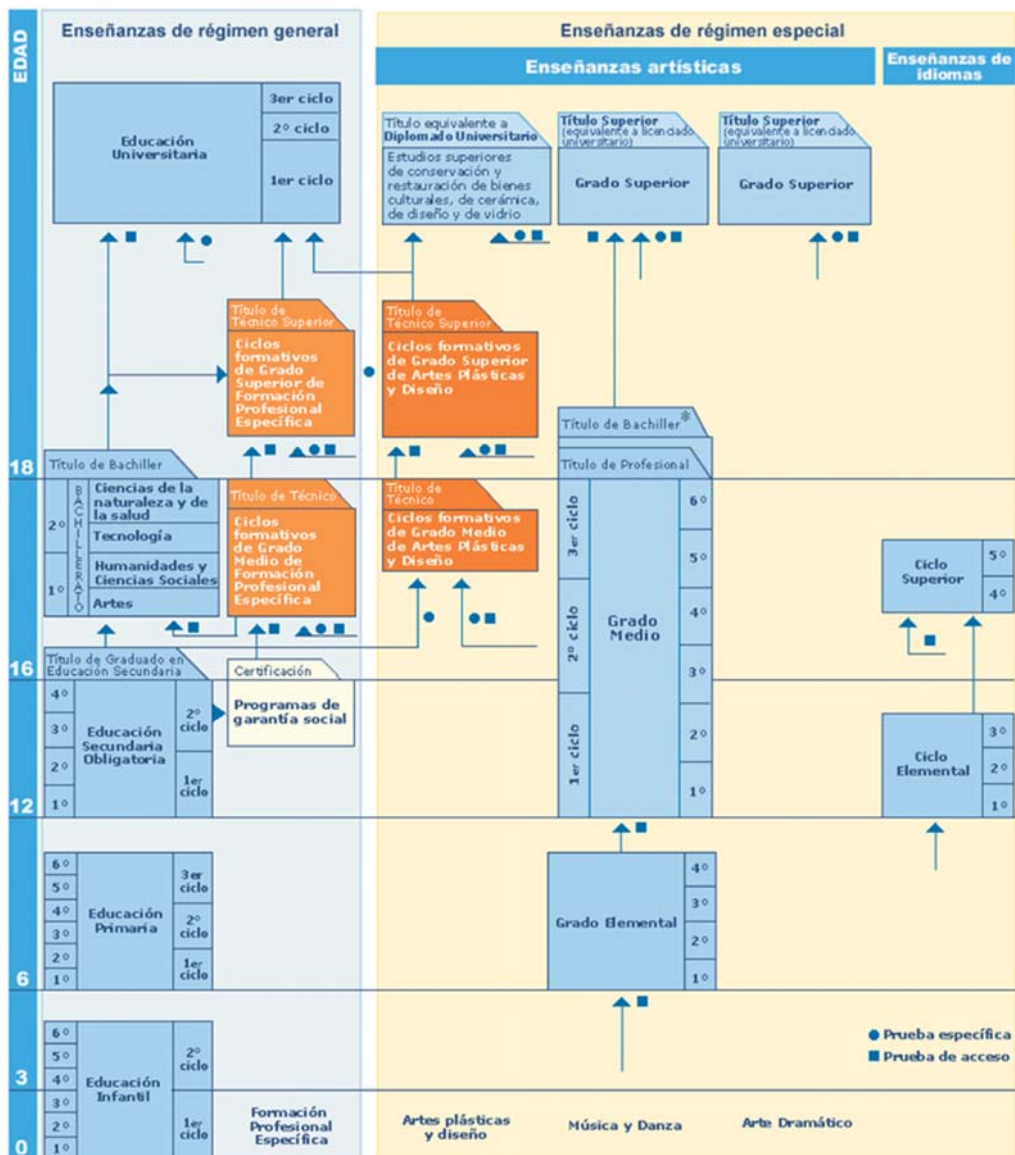 EDAD
Enseñanzas de régimen general
Enseñanzas de régimen especial
Enseñanzas artísticas
Enseñanzas de
idiomas
Educación
Universitaria
3er ciclo
2º ciclo
1er ciclo
Título equivalente a
Diplomado Universitario
Estudios superiores
de conservación y
restauración de bienes
culturales, de cerámica,
de diseño y de vidrio
Título Superior
(equivalente a licenciado
universitario)
Grado Superior
Título Superior
(equivalente a licenciado
universitario)
Grado Superior
Título de
Técnico Superior
Ciclos
formativos
de Grado
Superior de
Formación
Profesional
Específica
Título de
Técnico Superior
Ciclos formativos
de Grado Superior
de Artes Plásticas
y Diseño
Título de Bachiller*
Título de Profesional
18
Título de Bachiller
2º
1º
BACHILLERATO
Ciencias de la
naturaleza y de
la salud
Tecnología
Humanidades y
Ciencias Sociales
Artes
Título de Técnico
Ciclos
formativos
de Grado
Medio de
Formación
Profesional
Específica
Título de
Técnico
Ciclos formativos
de Grado Medio
de Artes Plásticas
y Diseño
3er ciclo
2º ciclo
1er ciclo
Grado
Medio
6º
5º
4º
3º
2º
1º
Ciclo
Superior
5º
4º
16
Título de Graduado en
Educación Secundaria
4º
3º
2º
1º
Educación
Secundaria
Obligatoria
2º
ciclo
1er
ciclo
Certificación
Programas de
garantía social
Ciclo
Elemental
3º
2º
1º
12
6º
5º
4º
3º
2º
1º
Educación
Primaria
3er
ciclo
2º
ciclo
1er
ciclo
Grado Elemental
4º
3º
2º
1º
6
6º
5º
4º
3º
2º
1º
Educación
Infantil
2º
ciclo
1er
ciclo
3
0
Prueba específica
Prueba de acceso
Formación
Profesional
Específica
Artes plásticas
y diseño
Música y Danza
Arte Dramático